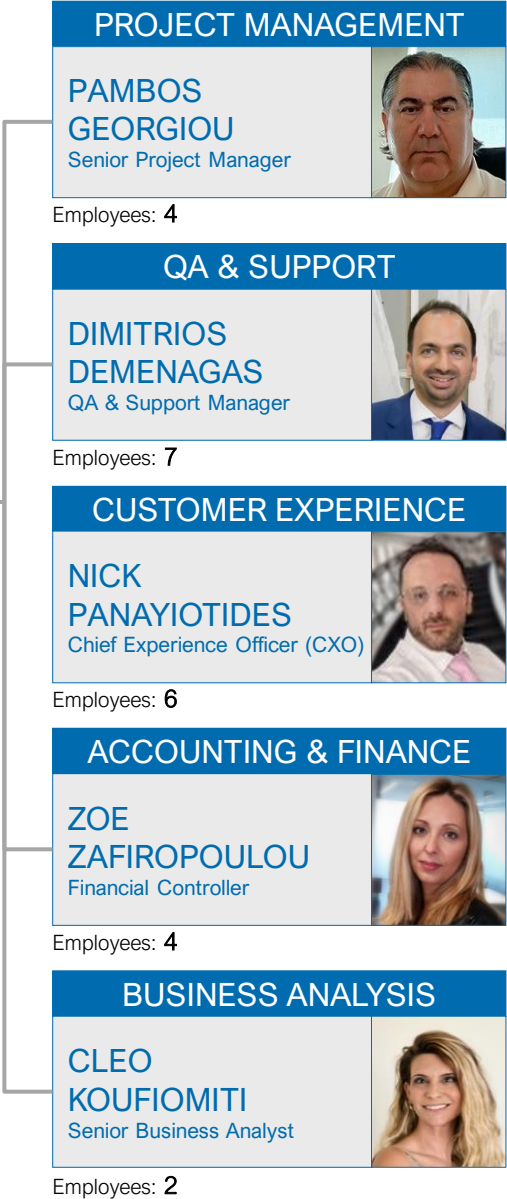 PROJECT MANAGEMENT
PAMBOS
GEORGIOU
Senior Project Manager
Employees: 4
QA & SUPPORT
DIMITRIOS
DEMENAGAS
QA & Support Manager
Employees: 7
CUSTOMER EXPERIENCE
NICK
PANAYIOTIDES
Chief Experience Officer (CXO)
Employees: 6
ACCOUNTING & FINANCE
ZOE
ZAFIROPOULOU
Financial Controller
Employees: 4
BUSINESS ANALYSIS
CLEO
KOUFIOMITI
Senior Business Analyst
Employees: 2